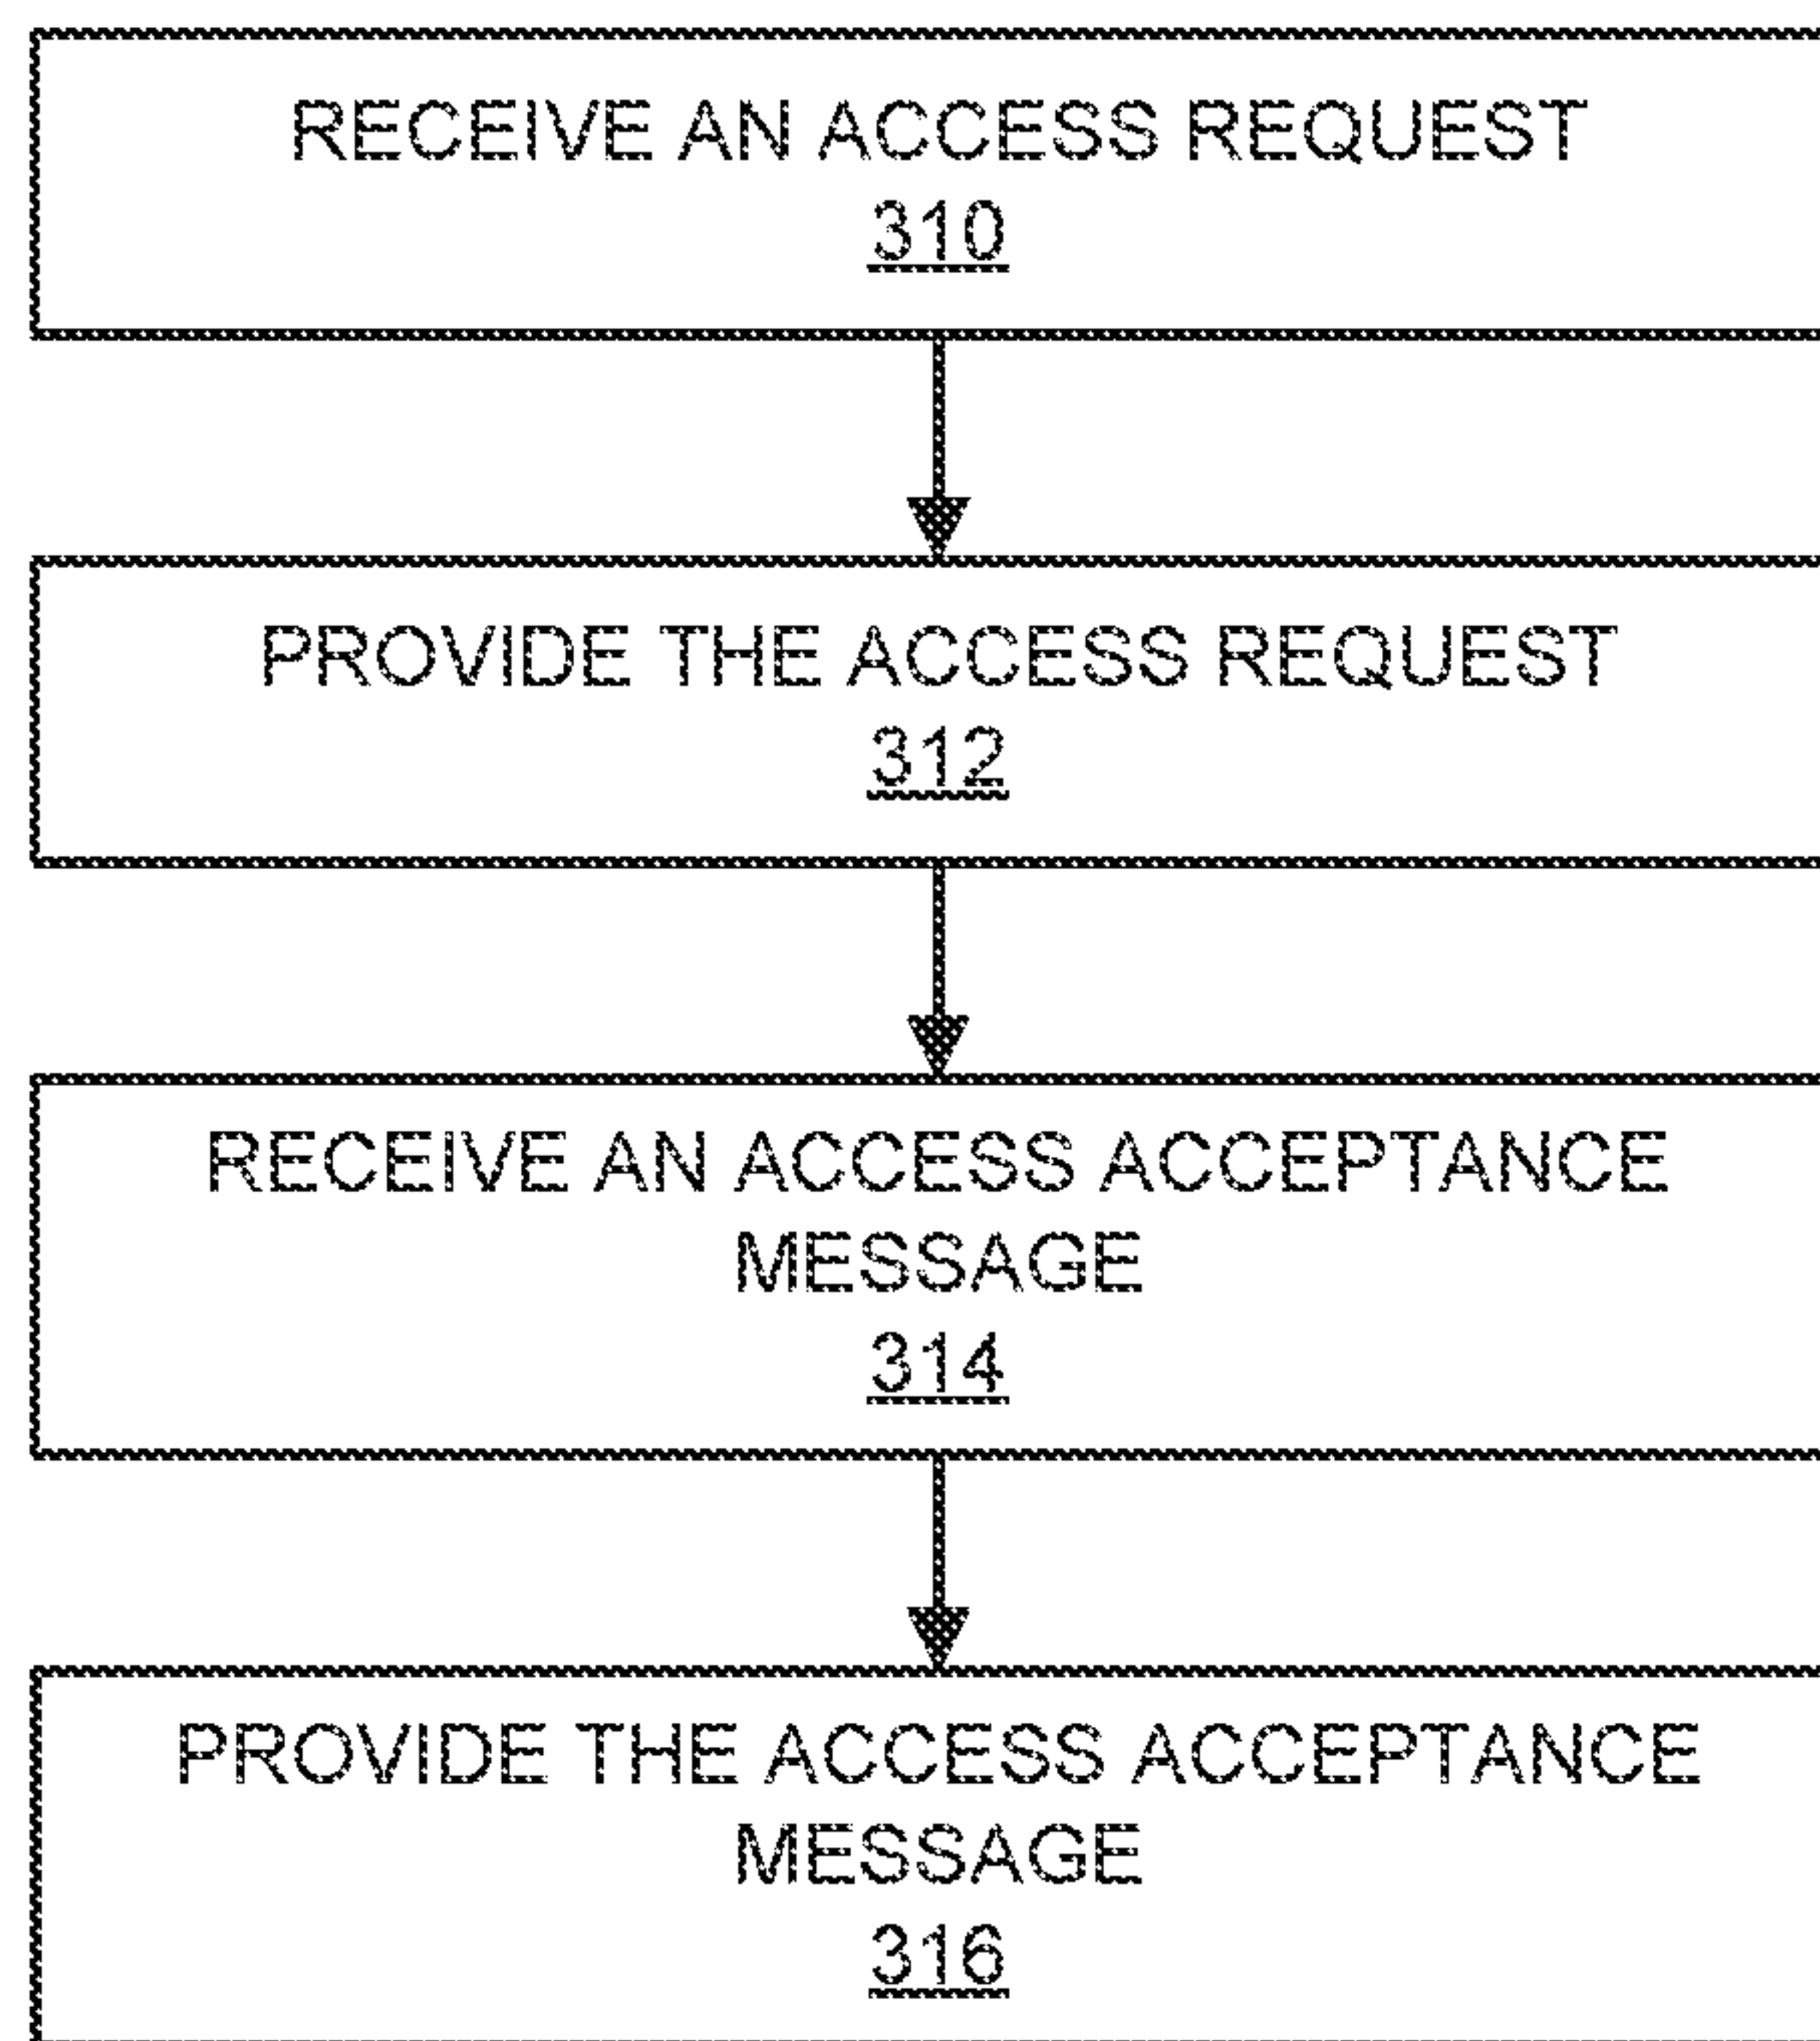 RECEIVE AN ACCESS REQUEST
310
PROVIDE THE ACCESS REQUEST
312
RECEIVE AN ACCESS ACCEPTANCE
MESSAGE
314
PROVIDE THE ACCESS ACCEPTANCE
MESSAGE
316